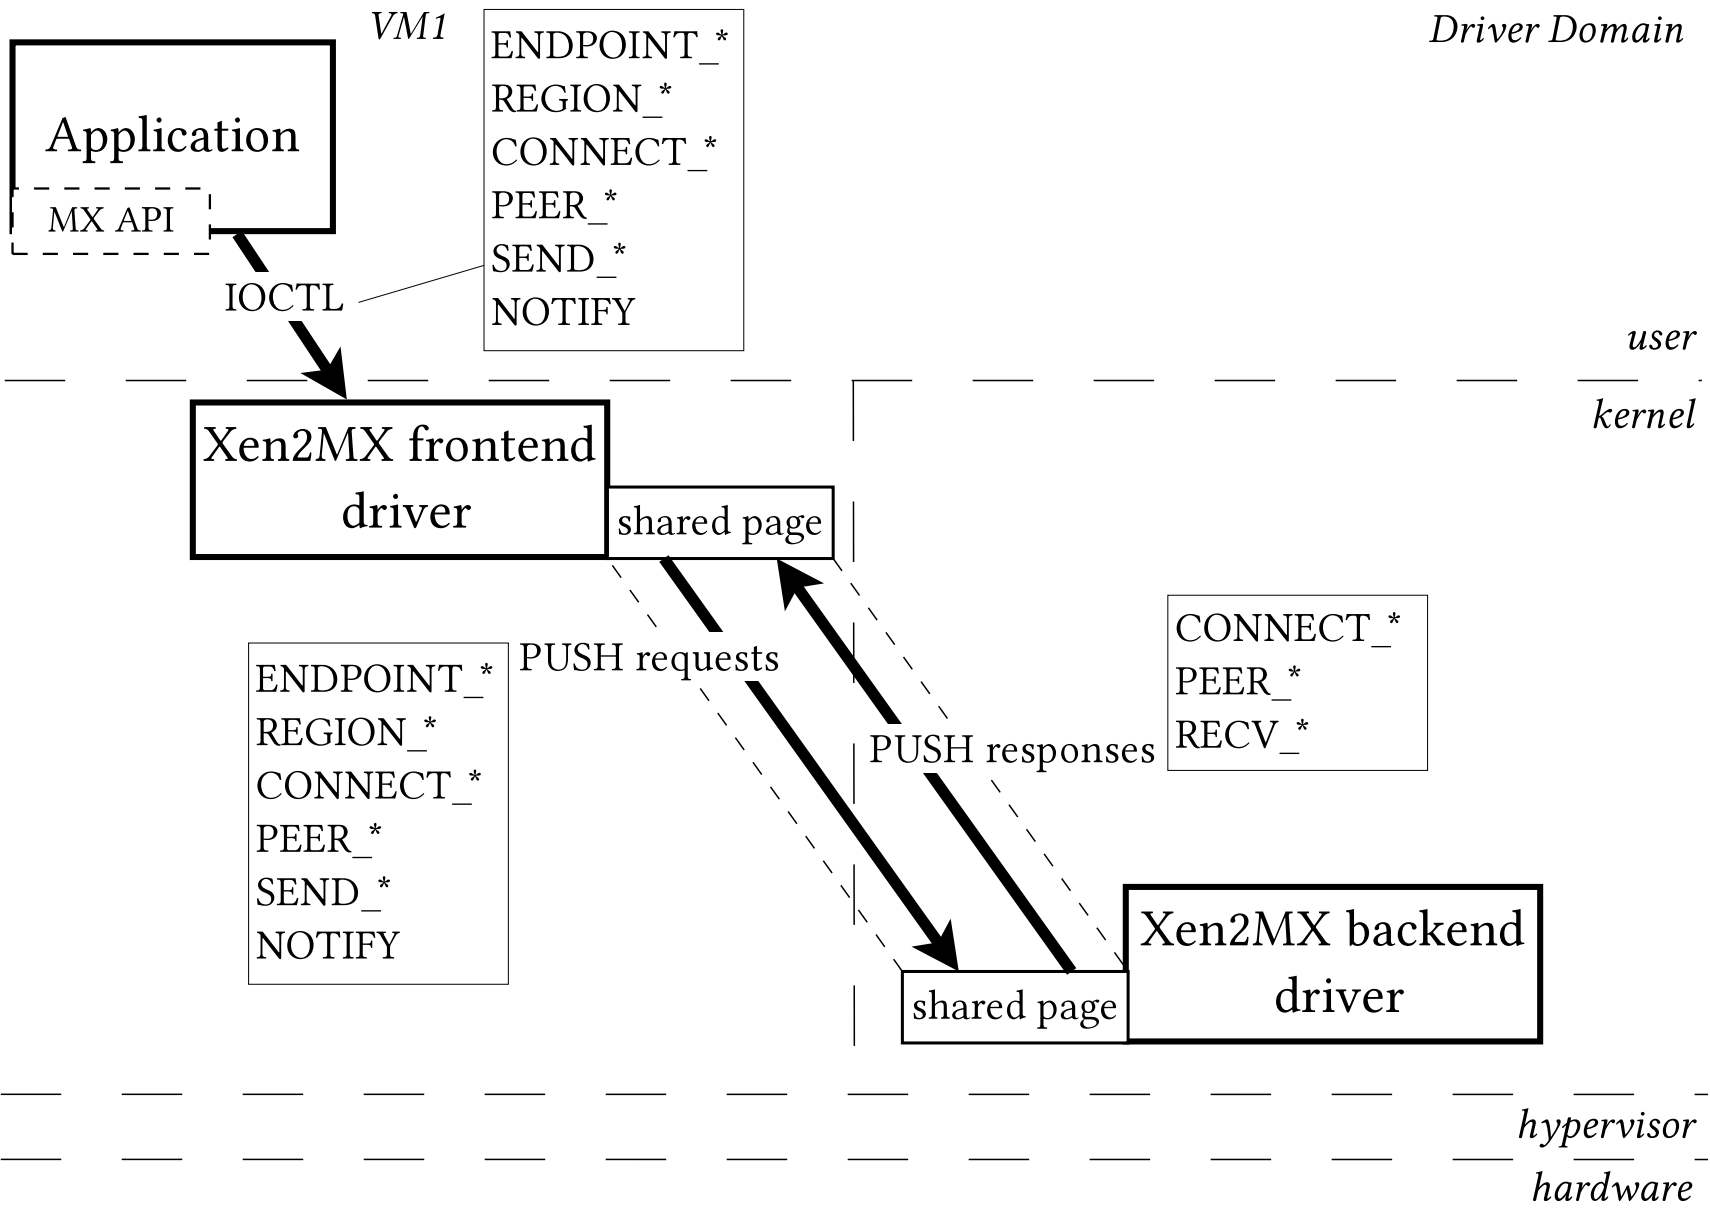 VM1
Driver Domain
Application
MX API
IOCTL
ENDPOINT_*
REGION_*
CONNECT_*
PEER_*
SEND_*
NOTIFY
user
kernel
Xen2MX frontend
driver
shared page
PUSH requests
ENDPOINT_*
REGION_*
CONNECT_*
PEER_*
SEND_*
NOTIFY
PUSH responses
CONNECT_*
PEER_*
RECV_*
shared page
Xen2MX backend
driver
hypervisor
hardware